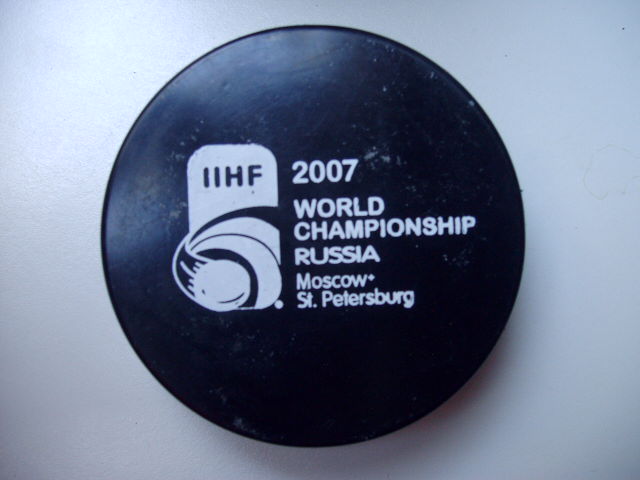 IIHF
2007
WORLD
CHAMPIONSHIP
RUSSIA
Moscow•
St. Petersburg